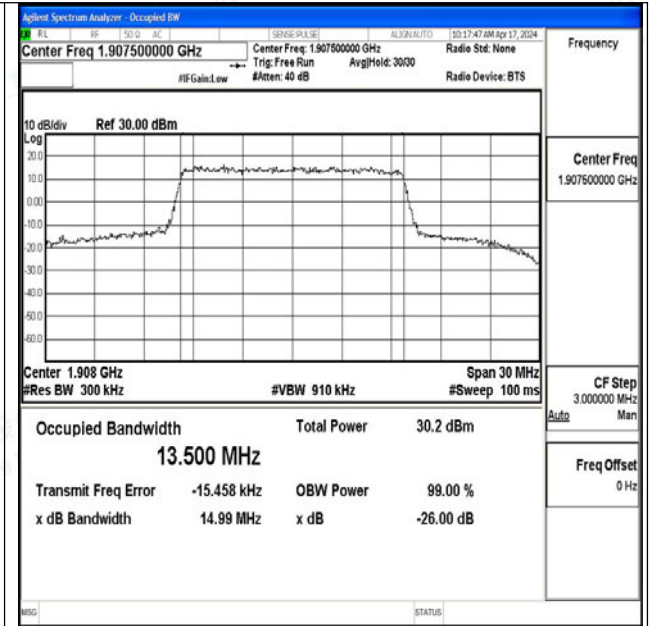 Agilent Spectrum Analyzer - Occupied BW
RL RF 50 Ω AC SENSE:PULSE ALIGN AUTO 10:17:47 AM Apr 17, 2024
Center Freq 1.907500000 GHz
Center Freq: 1.907500000 GHz
Radio Std: None
Trig: Free Run Avg|Hold: 30/30
#IFGain:Low #Atten: 40 dB Radio Device: BTS
10 dB/div Ref 30.00 dBm
Log
20.0
10.0
0.00
-10.0
-20.0
-30.0
-40.0
-50.0
-60.0
Center 1.908 GHz Span 30 MHz
#Res BW 300 kHz #VBW 910 kHz #Sweep 100 ms
Occupied Bandwidth Total Power 30.2 dBm
13.500 MHz
Transmit Freq Error -15.458 kHz OBW Power 99.00 %
x dB Bandwidth 14.99 MHz x dB -26.00 dB
MSG STATUS
Frequency
Center Freq
1.907500000 GHz
CF Step
3.000000 MHz
Auto Man
Freq Offset
0 Hz